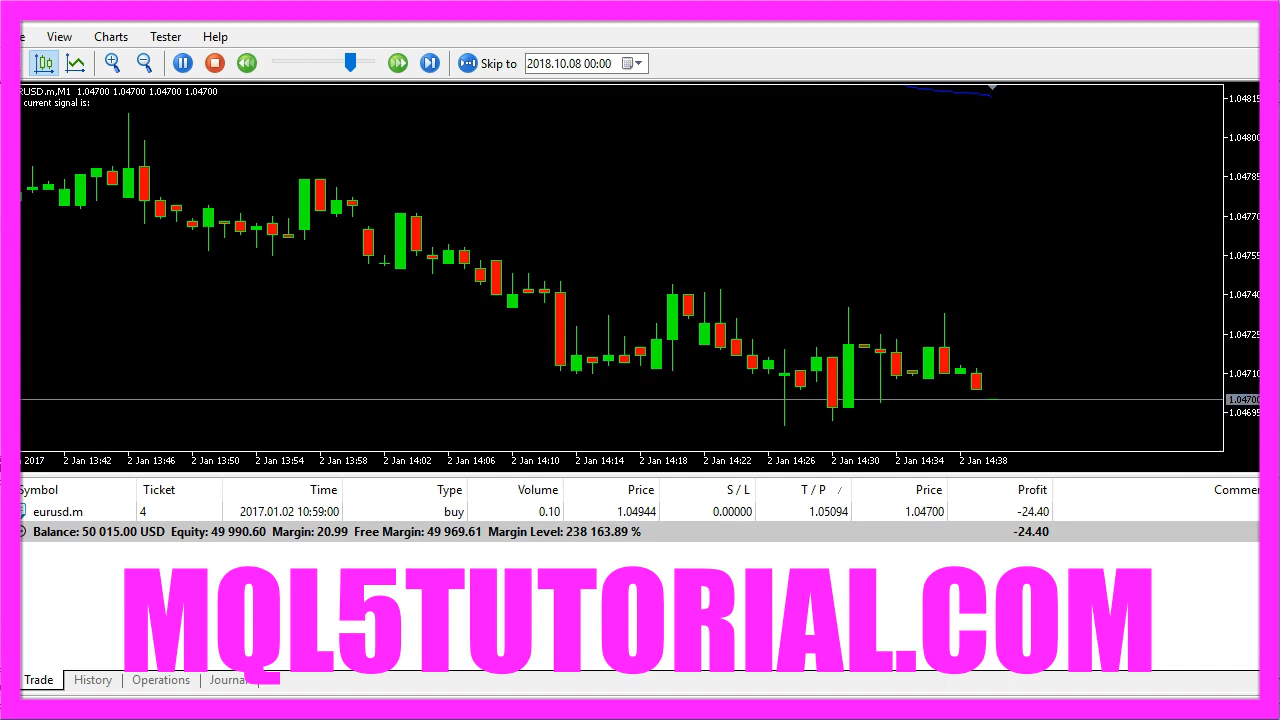 View Charts Tester Help
Skip to 2018.10.08 00:00
RUSD.m,M1 1.04700 1.04700 1.04700 1.04700
current signal is:
1.04815
1.04800
1.04785
1.04770
1.04755
1.04740
1.04725
1.04710
1.04700
1.04695
2017 2 Jan 13:42 2 Jan 13:46 2 Jan 13:50 2 Jan 13:54 2 Jan 13:58 2 Jan 14:02 2 Jan 14:06 2 Jan 14:10 2 Jan 14:14 2 Jan 14:18 2 Jan 14:22 2 Jan 14:26 2 Jan 14:30 2 Jan 14:34 2 Jan 14:38
Symbol Ticket Time Type Volume Price S / L T / P / Price Profit Commen
eurusd.m 4 2017.01.02 10:59:00 buy 0.10 1.04944 0.00000 1.05094 1.04700 -24.40
Balance: 50 015.00 USD Equity: 49 990.60 Margin: 20.99 Free Margin: 49 969.61 Margin Level: 238 163.89 % -24.40
MQL5TUTORIAL.COM
Trade History Operations Journal